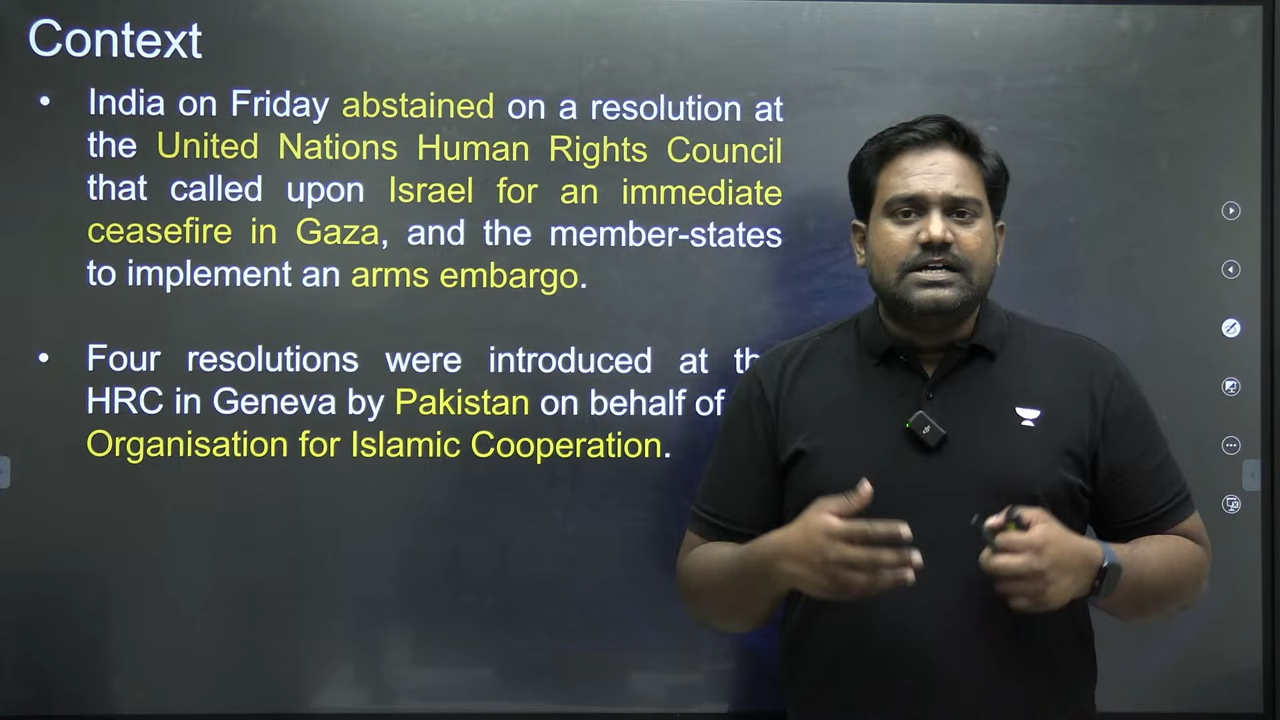 Context
• India on Friday abstained on a resolution at
the United Nations Human Rights Council
that called upon Israel for an immediate
ceasefire in Gaza, and the member-states
to implement an arms embargo.
• Four resolutions were introduced at
HRC in Geneva by Pakistan on behalf of
Organisation for Islamic Cooperation.